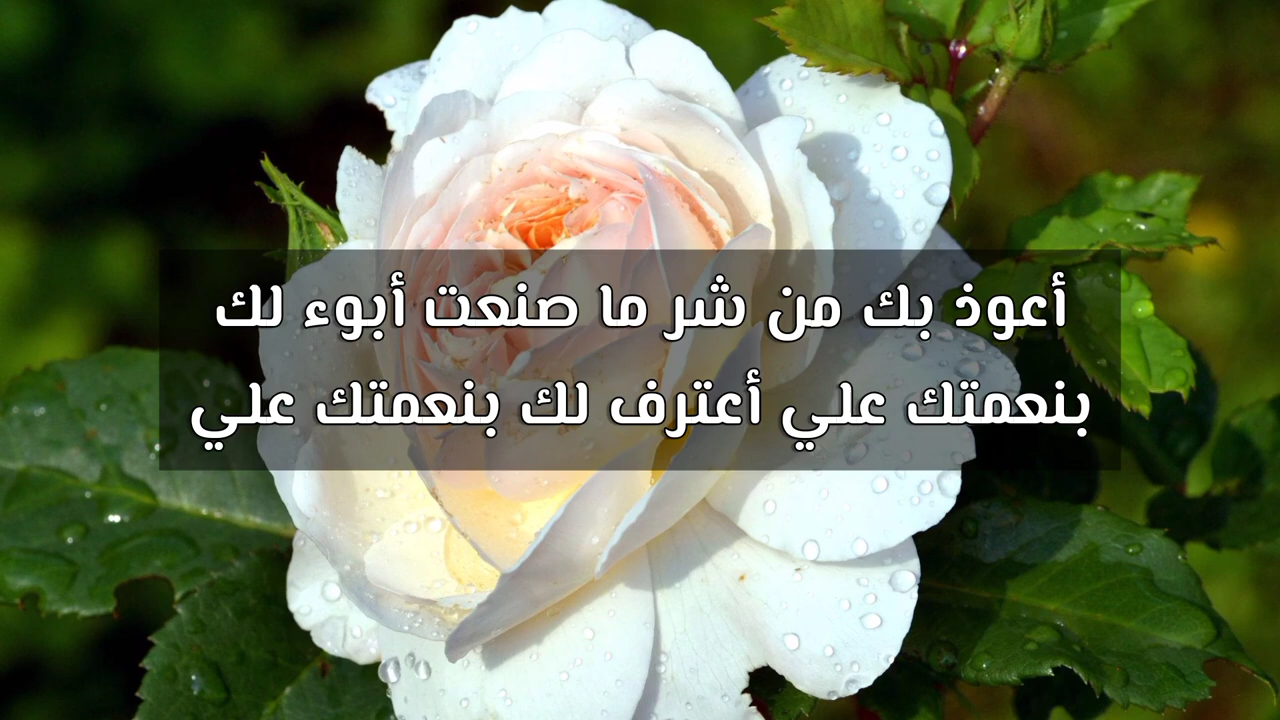 أعوذ بك من شر ما صنعت أبوء لك
بنعمتك علي أعترف لك بنعمتك علي